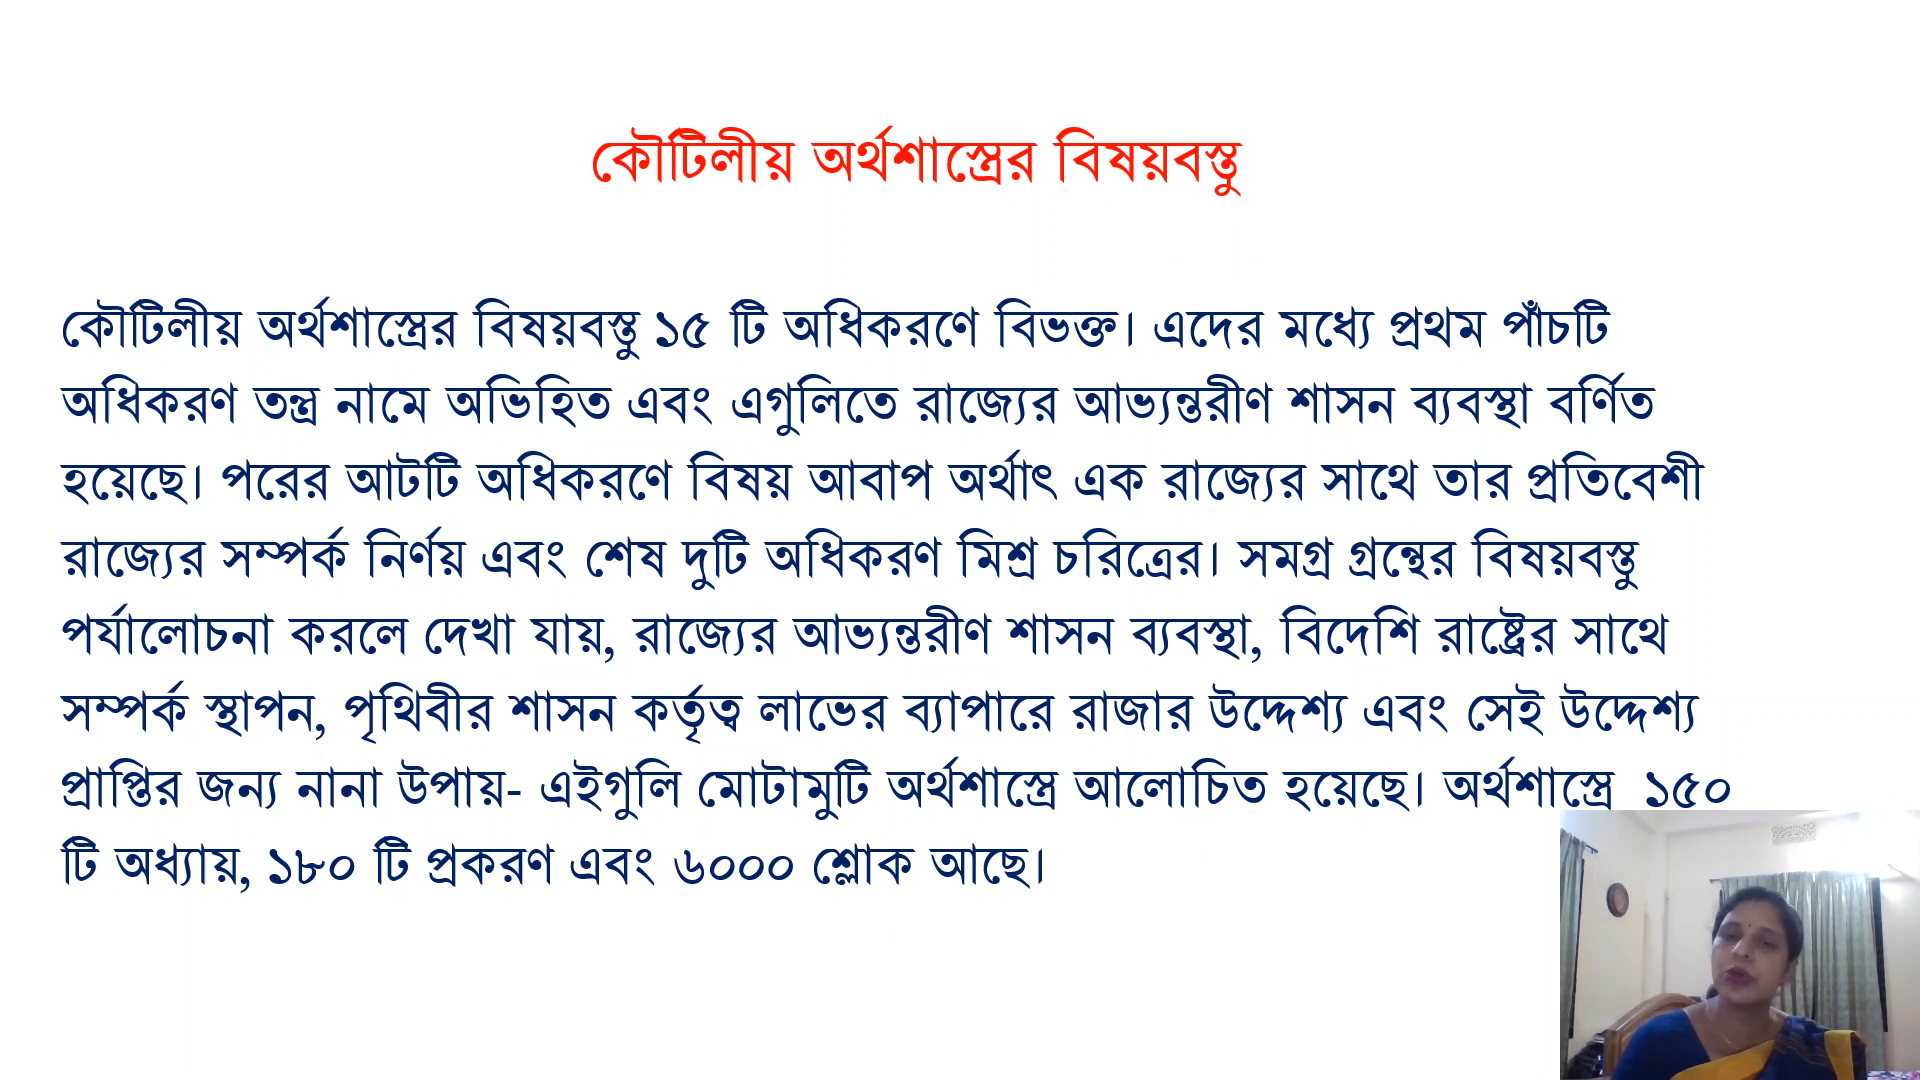 কৌটিলীয় অর্থশাস্ত্রের বিষয়বস্তু
কৌটিলীয় অর্থশাস্ত্রের বিষয়বস্তু ১৫ টি অধিকরণে বিভক্ত। এদের মধ্যে প্রথম পাঁচটি
অধিকরণ তন্ত্র নামে অভিহিত এবং এগুলিতে রাজ্যের আভ্যন্তরীণ শাসন ব্যবস্থা বর্ণিত
হয়েছে। পরের আটটি অধিকরণে বিষয় আবাপ অর্থাৎ এক রাজ্যের সাথে তার প্রতিবেশী
রাজ্যের সম্পর্ক নির্ণয় এবং শেষ দুটি অধিকরণ মিশ্র চরিত্রের। সমগ্র গ্রন্থের বিষয়বস্তু
পর্যালোচনা করলে দেখা যায়, রাজ্যের আভ্যন্তরীণ শাসন ব্যবস্থা, বিদেশি রাষ্ট্রের সাথে
সম্পর্ক স্থাপন, পৃথিবীর শাসন কর্তৃত্ব লাভের ব্যাপারে রাজার উদ্দেশ্য এবং সেই উদ্দেশ্য
প্রাপ্তির জন্য নানা উপায়- এইগুলি মোটামুটি অর্থশাস্ত্রে আলোচিত হয়েছে। অর্থশাস্ত্রে ১৫০
টি অধ্যায়, ১৮০ টি প্রকরণ এবং ৬০০০ শ্লোক আছে।